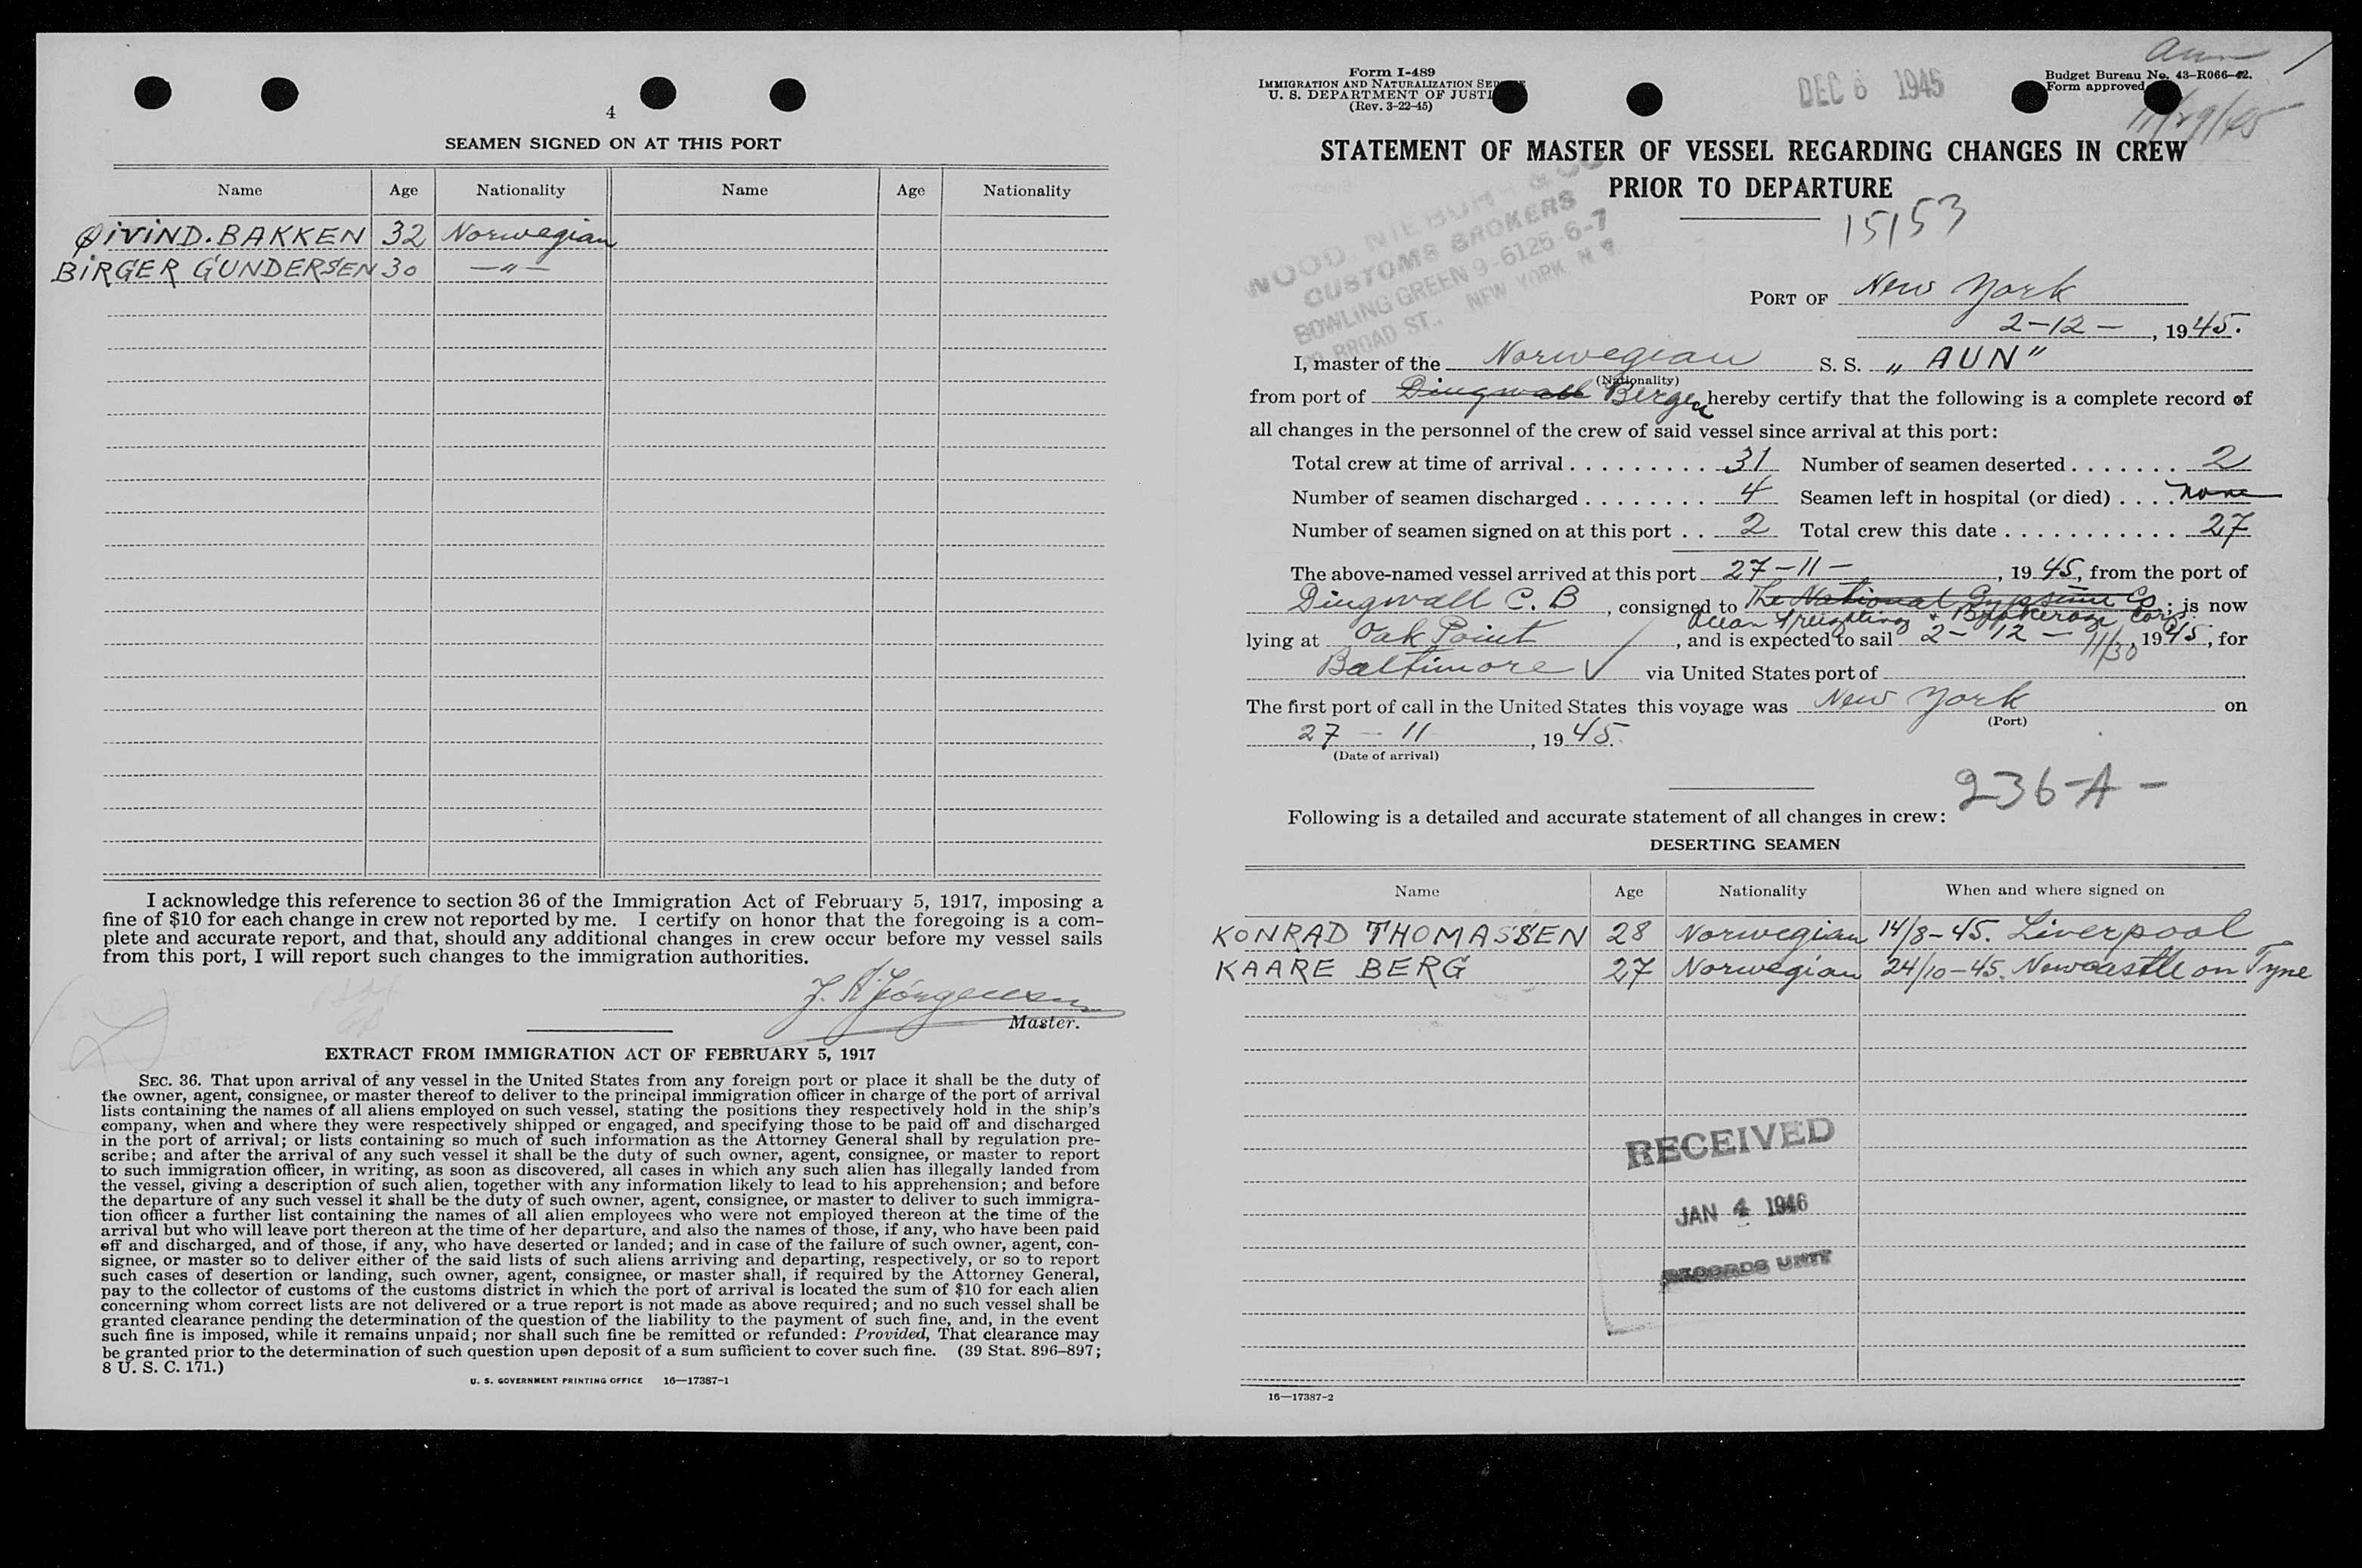 4
SEAMEN SIGNED ON AT THIS PORT
Name Age Nationality Name Age Nationality
ØIVIND. BAKKEN 32 Norwegian
BIRGER GUNDERSEN 30 —"—
I acknowledge this reference to section 36 of the Immigration Act of February 5, 1917, imposing a
fine of $10 for each change in crew not reported by me. I certify on honor that the foregoing is a com-
plete and accurate report, and that, should any additional changes in crew occur before my vessel sails
from this port, I will report such changes to the immigration authorities.
Jörgensen
Master.
EXTRACT FROM IMMIGRATION ACT OF FEBRUARY 5, 1917
SEC. 36. That upon arrival of any vessel in the United States from any foreign port or place it shall be the duty of
the owner, agent, consignee, or master thereof to deliver to the principal immigration officer in charge of the port of arrival
lists containing the names of all aliens employed on such vessel, stating the positions they respectively hold in the ship's
company, when and where they were respectively shipped or engaged, and specifying those to be paid off and discharged
in the port of arrival; or lists containing so much of such information as the Attorney General shall by regulation pre-
scribe; and after the arrival of any such vessel it shall be the duty of such owner, agent, consignee, or master to report
to such immigration officer, in writing, as soon as discovered, all cases in which any such alien has illegally landed from
the vessel, giving a description of such alien, together with any information likely to lead to his apprehension; and before
the departure of any such vessel it shall be the duty of such owner, agent, consignee, or master to deliver to such immigra-
tion officer a further list containing the names of all alien employees who were not employed thereon at the time of the
arrival but who will leave port thereon at the time of her departure, and also the names of those, if any, who have been paid
off and discharged, and of those, if any, who have deserted or landed; and in case of the failure of such owner, agent, con-
signee, or master so to deliver either of the said lists of such aliens arriving and departing, respectively, or so to report
such cases of desertion or landing, such owner, agent, consignee, or master shall, if required by the Attorney General,
pay to the collector of customs of the customs district in which the port of arrival is located the sum of $10 for each alien
concerning whom correct lists are not delivered or a true report is not made as above required; and no such vessel shall be
granted clearance pending the determination of the question of the liability to the payment of such fine, and, in the event
such fine is imposed, while it remains unpaid; nor shall such fine be remitted or refunded: Provided, That clearance may
be granted prior to the determination of such question upon deposit of a sum sufficient to cover such fine. (39 Stat. 896–897;
8 U. S. C. 171.)
U. S. GOVERNMENT PRINTING OFFICE 16—17387-1
Form I-489
IMMIGRATION AND NATURALIZATION
U. S. DEPARTMENT OF
(Rev. 3-22-45)
DEC 6 1945
Aun
Budget Bureau No. 43-R066-42.
Form approved
11/29/45
STATEMENT OF MASTER OF VESSEL REGARDING CHANGES IN CREW
PRIOR TO DEPARTURE
15153
WOOD, NIEBUHR & CO
CUSTOMS BROKERS
BOWLING GREEN 9-6125-6-7
BROAD ST., NEW YORK N. Y.
PORT OF New York
2-12-, 1945.
I, master of the Norwegian S. S. „ AUN"
(Nationality)
from port of Dingwall Bergen hereby certify that the following is a complete record of
all changes in the personnel of the crew of said vessel since arrival at this port:
Total crew at time of arrival . . . . . . . . . 31 Number of seamen deserted . . . . . . . 2
Number of seamen discharged . . . . . . . . 4 Seamen left in hospital (or died) . . . . none
Number of seamen signed on at this port . . 2 Total crew this date . . . . . . . . . . . 27
The above-named vessel arrived at this port 27-11-, 1945, from the port of
Dingwall C. B, consigned to The National Gypsum Co; is now
Ocean Freighting & Brokerage Corp.
lying at Oak Point, and is expected to sail 2-12- 11/30, 1945, for
Baltimore ✓ via United States port of
The first port of call in the United States this voyage was New York on
(Port)
27-11, 1945.
(Date of arrival)
236-A-
Following is a detailed and accurate statement of all changes in crew:
DESERTING SEAMEN
Name Age Nationality When and where signed on
KONRAD THOMASSEN 28 Norwegian 14/8-45. Liverpool
KAARE BERG 27 Norwegian 24/10-45. Newcastle on Tyne
RECEIVED
JAN 4 1946
RECORDS UNIT
16—17387-2